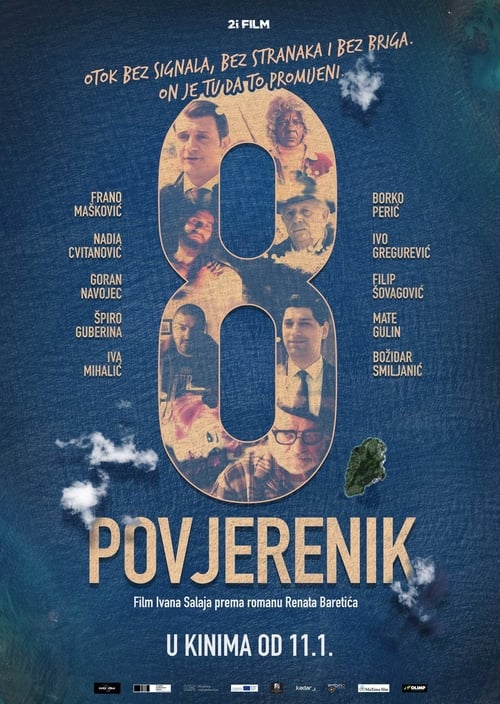 2i FILM
OTOK BEZ SIGNALA, BEZ STRANAKA I BEZ BRIGA.
ON JE TU DA TO PROMIJENI.
8
FRANO
MAŠKOVIĆ
NADIA
CVITANOVIĆ
GORAN
NAVOJEC
ŠPIRO
GUBERINA
IVA
MIHALIĆ
BORKO
PERIĆ
IVO
GREGUREVIĆ
FILIP
ŠOVAGOVIĆ
MATE
GULIN
BOŽIDAR
SMILJANIĆ
POVJERENIK
Film Ivana Salaja prema romanu Renata Baretića
U KINIMA OD 11.1.
kadar
OLIMP